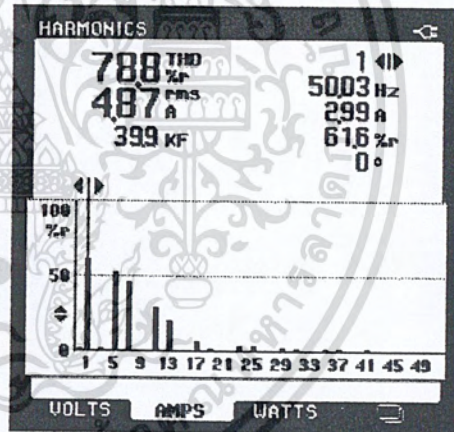 HARMONICS
78.8 THD %r
4.87 rms A
39.9 KF
1
50.03 Hz
2.99 A
61.6 %r
0 °
100
%r
50
0
1 5 9 13 17 21 25 29 33 37 41 45 49
VOLTS AMPS WATTS